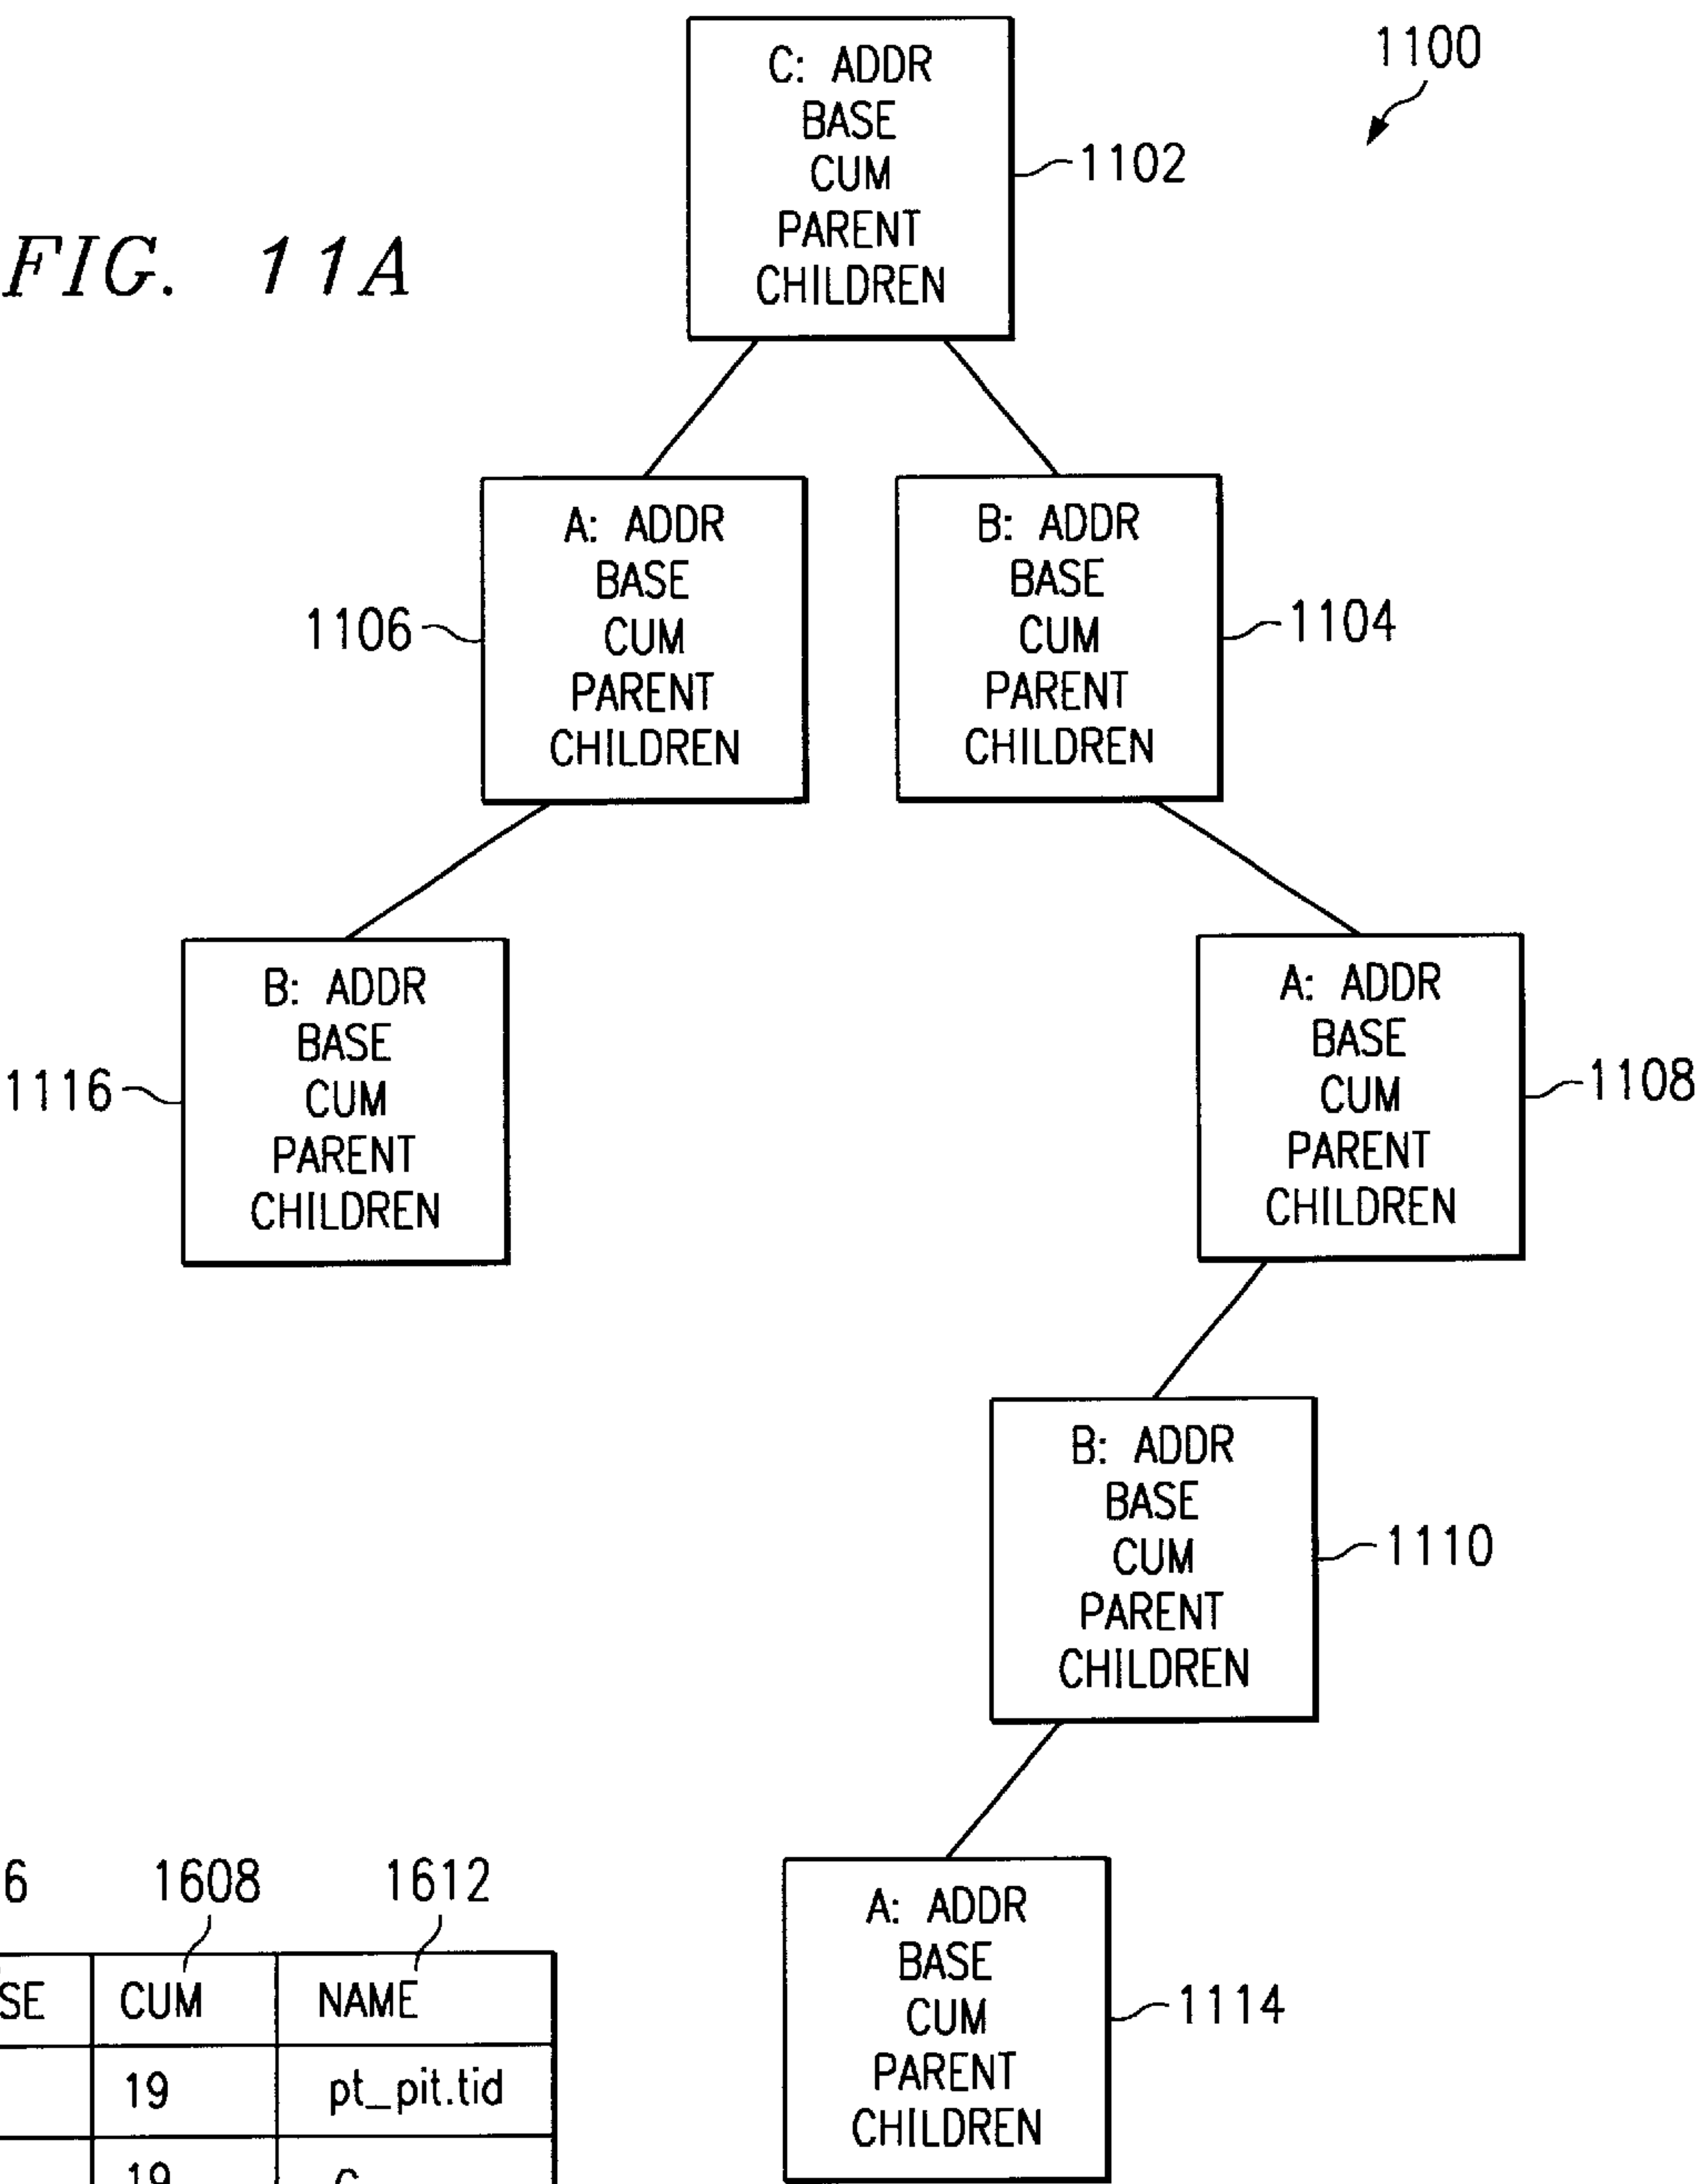 1100
C: ADDR
BASE
CUM
PARENT
CHILDREN
1102
FIG. 11A
A: ADDR
BASE
CUM
PARENT
CHILDREN
1106
B: ADDR
BASE
CUM
PARENT
CHILDREN
1104
B: ADDR
BASE
CUM
PARENT
CHILDREN
1116
A: ADDR
BASE
CUM
PARENT
CHILDREN
1108
B: ADDR
BASE
CUM
PARENT
CHILDREN
1110
A: ADDR
BASE
CUM
PARENT
CHILDREN
1114
6 1608 1612
SE CUM NAME
19 pt_pit.tid
19